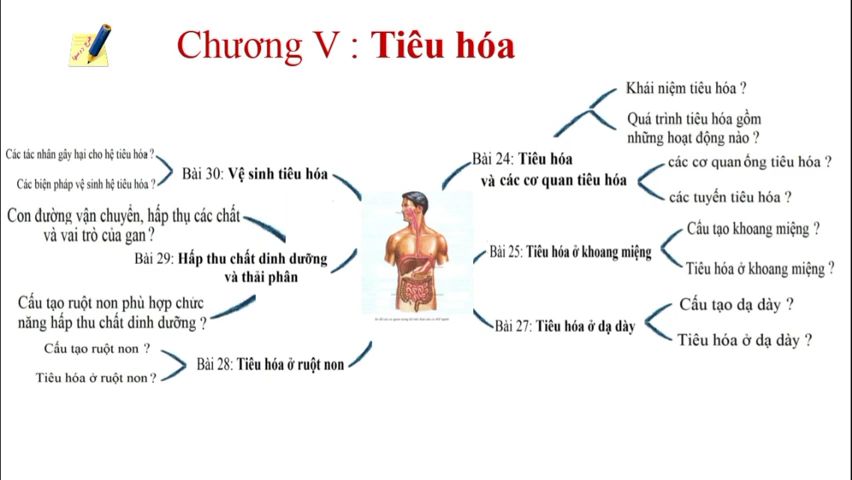 Chương V : Tiêu hóa
Khái niệm tiêu hóa ?
Quá trình tiêu hóa gồm
những hoạt động nào ?
Bài 24: Tiêu hóa
và các cơ quan tiêu hóa
các cơ quan ống tiêu hóa ?
các tuyến tiêu hóa ?
Bài 25: Tiêu hóa ở khoang miệng
Cấu tạo khoang miệng ?
Tiêu hóa ở khoang miệng ?
Bài 27: Tiêu hóa ở dạ dày
Cấu tạo dạ dày ?
Tiêu hóa ở dạ dày ?
Bài 28: Tiêu hóa ở ruột non
Cấu tạo ruột non ?
Tiêu hóa ở ruột non ?
Con đường vận chuyển, hấp thụ các chất
và vai trò của gan ?
Bài 29: Hấp thu chất dinh dưỡng
và thải phân
Cấu tạo ruột non phù hợp chức
năng hấp thu chất dinh dưỡng ?
Bài 30: Vệ sinh tiêu hóa
Các tác nhân gây hại cho hệ tiêu hóa ?
Các biện pháp vệ sinh hệ tiêu hóa ?